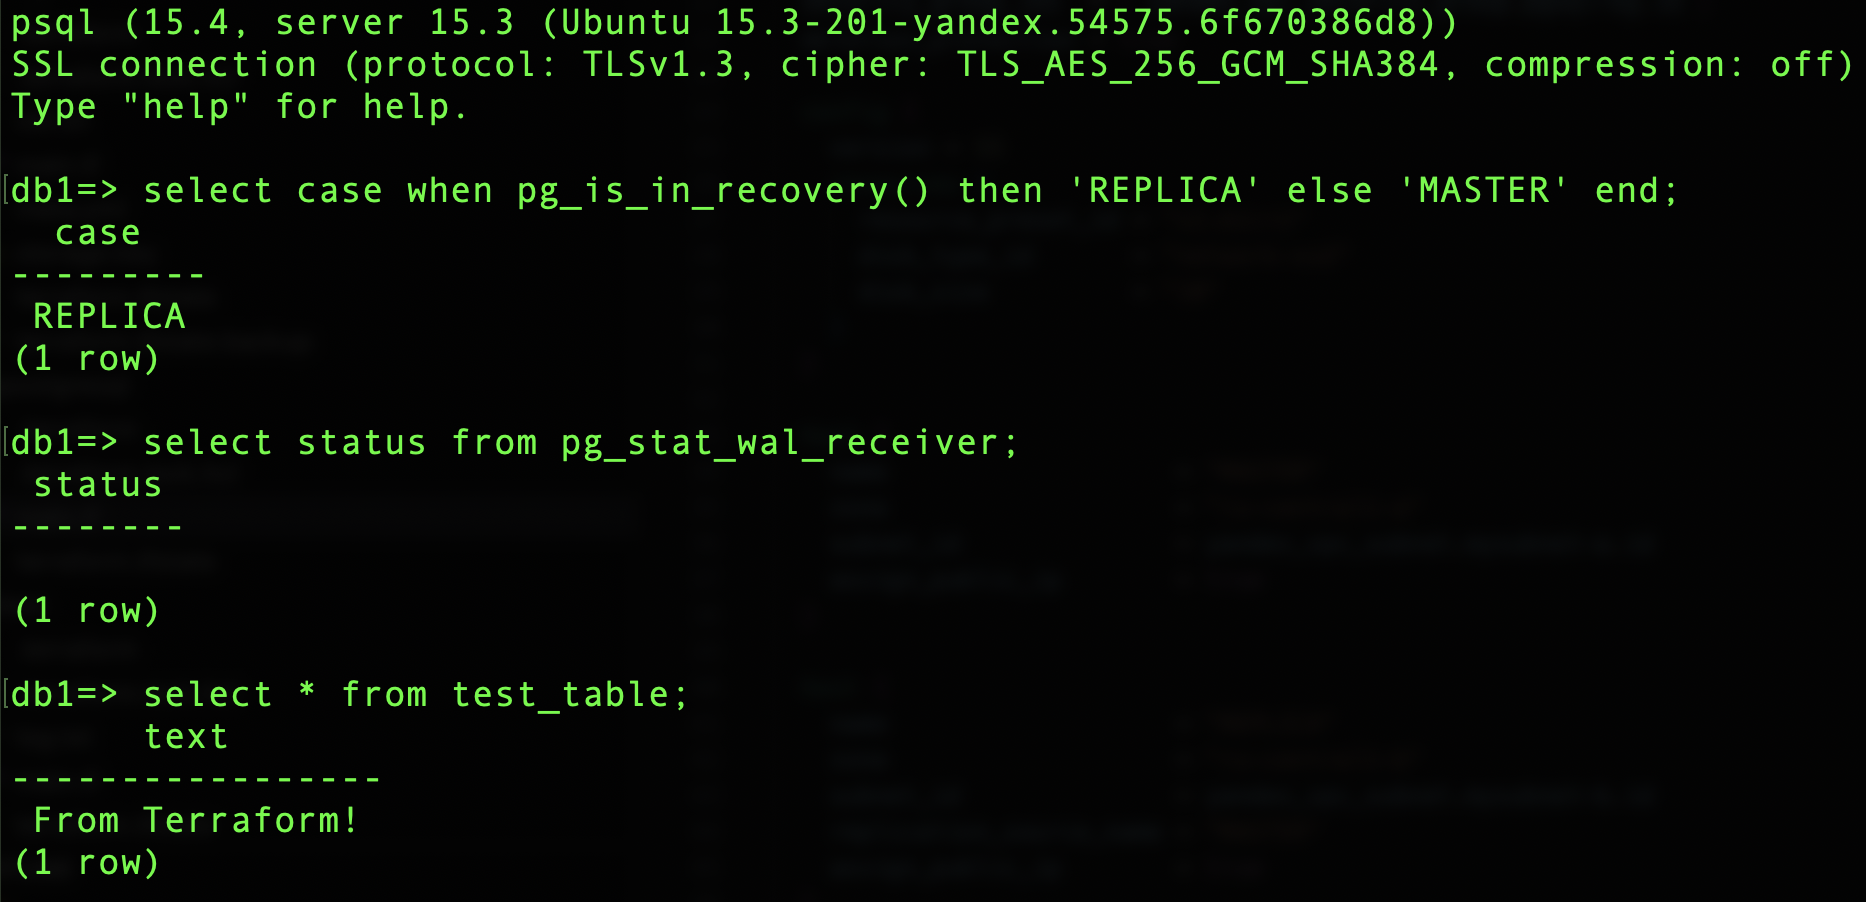 psql (15.4, server 15.3 (Ubuntu 15.3-201-yandex.54575.6f670386d8))
SSL connection (protocol: TLSv1.3, cipher: TLS_AES_256_GCM_SHA384, compression: off)
Type "help" for help.
[db1=> select case when pg_is_in_recovery() then 'REPLICA' else 'MASTER' end;
case
---------
REPLICA
(1 row)
[db1=> select status from pg_stat_wal_receiver;
status
--------
(1 row)
[db1=> select * from test_table;
text
-----------------
From Terraform!
(1 row)